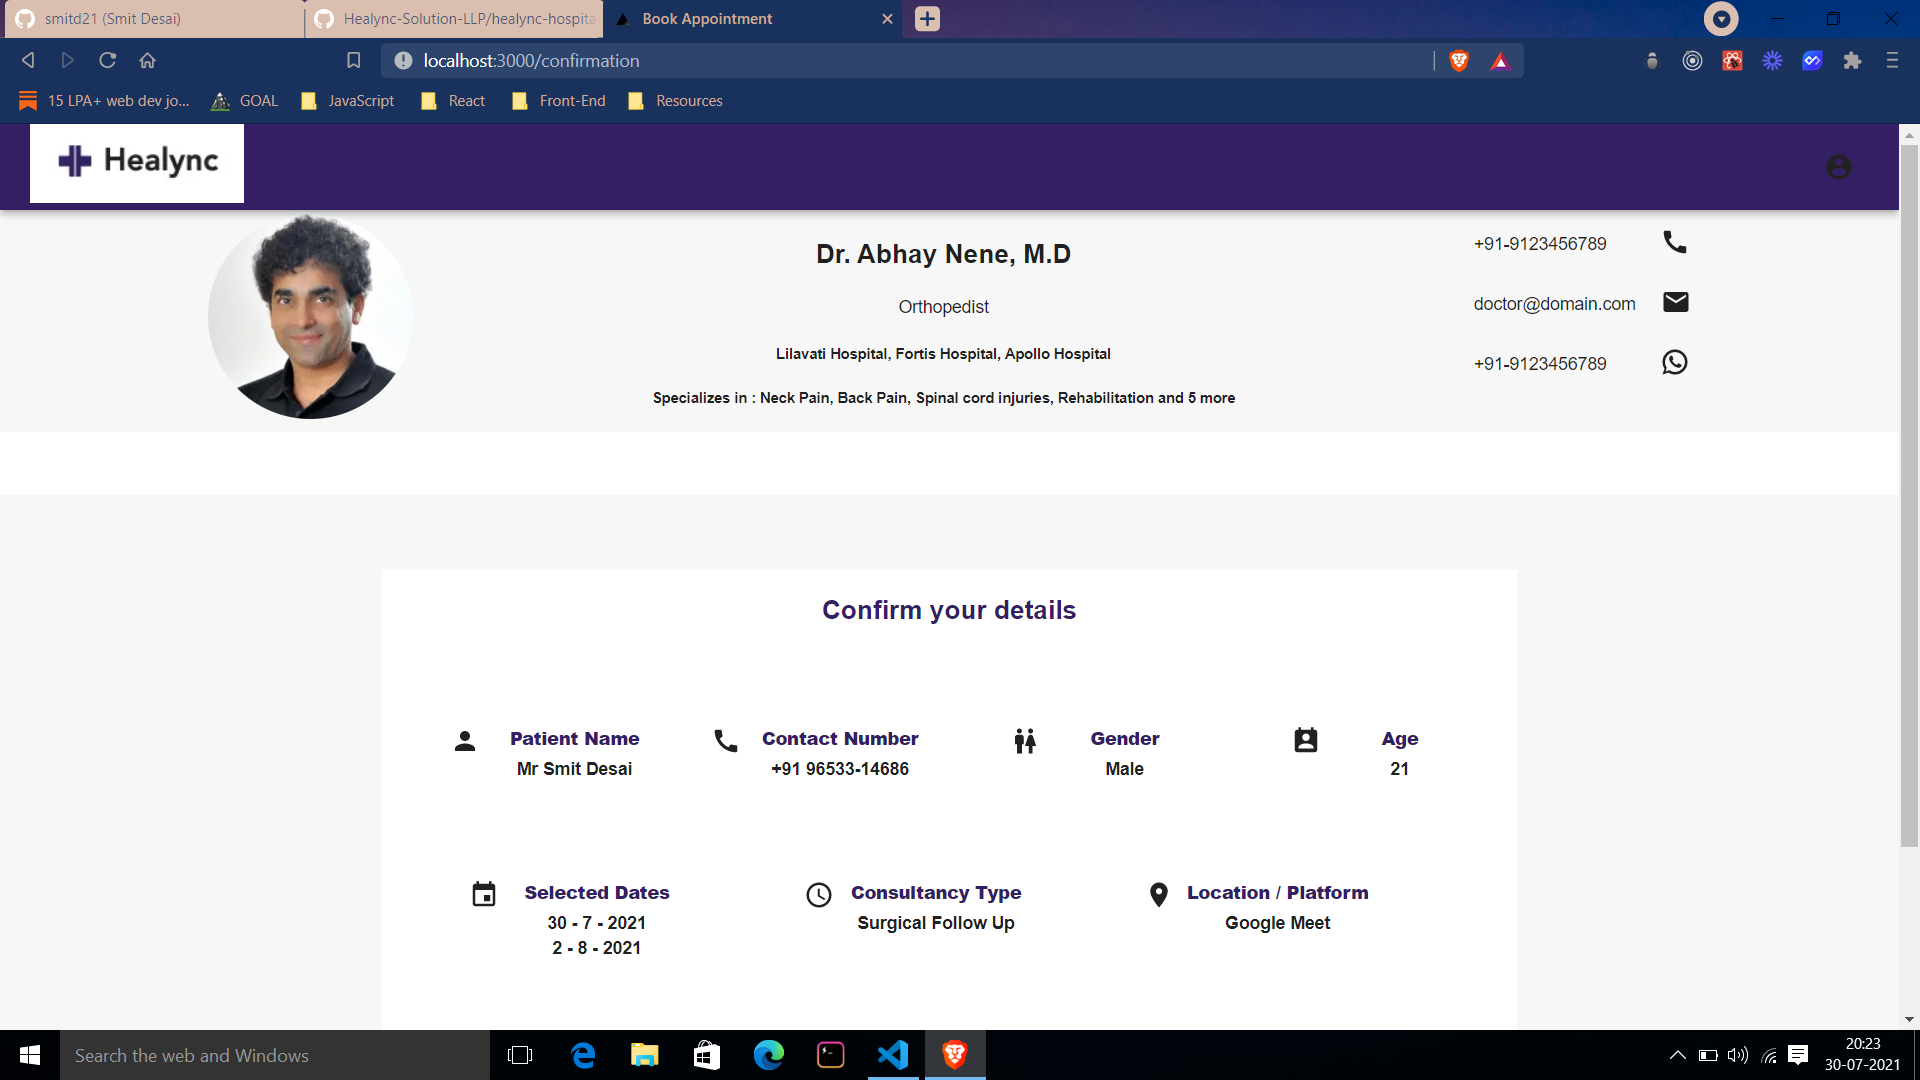 smitd21 (Smit Desai)
Healync-Solution-LLP/healync-hospita
Book Appointment
localhost:3000/confirmation
15 LPA+ web dev jo...
GOAL
JavaScript
React
Front-End
Resources
Healync
Dr. Abhay Nene, M.D
Orthopedist
Lilavati Hospital, Fortis Hospital, Apollo Hospital
Specializes in : Neck Pain, Back Pain, Spinal cord injuries, Rehabilitation and 5 more
+91-9123456789
doctor@domain.com
+91-9123456789
Confirm your details
Patient Name
Mr Smit Desai
Contact Number
+91 96533-14686
Gender
Male
Age
21
Selected Dates
30 - 7 - 2021
2 - 8 - 2021
Consultancy Type
Surgical Follow Up
Location / Platform
Google Meet
Search the web and Windows
20:23
30-07-2021